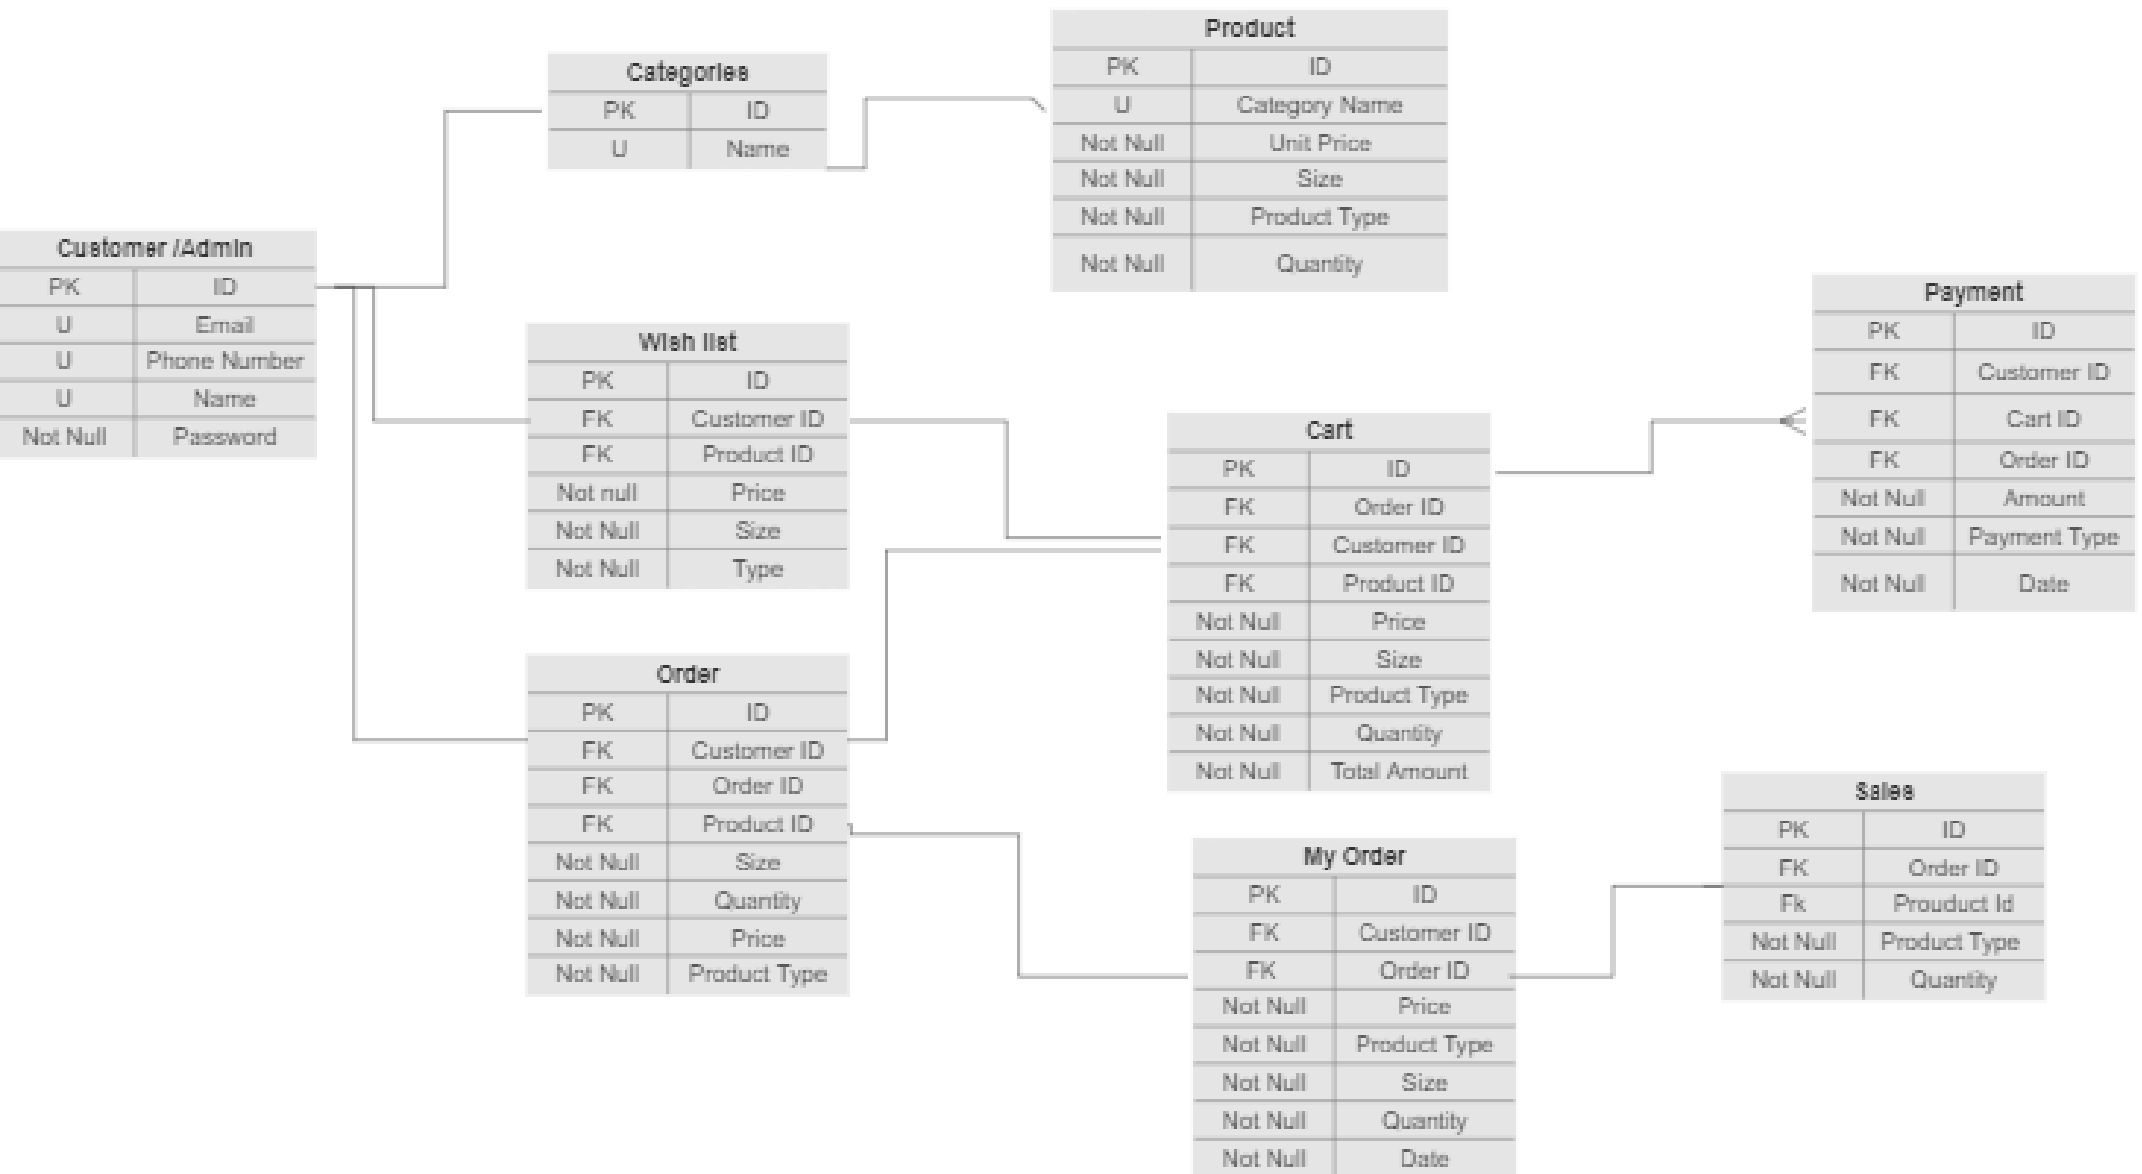 Product
PK ID
U Category Name
Not Null Unit Price
Not Null Size
Not Null Product Type
Not Null Quantity
Categories
PK ID
U Name
Customer /Admin
PK ID
U Email
U Phone Number
U Name
Not Null Password
Wish list
PK ID
FK Customer ID
FK Product ID
Not null Price
Not Null Size
Not Null Type
Payment
PK ID
FK Customer ID
FK Cart ID
FK Order ID
Not Null Amount
Not Null Payment Type
Not Null Date
Cart
PK ID
FK Order ID
FK Customer ID
FK Product ID
Not Null Price
Not Null Size
Not Null Product Type
Not Null Quantity
Not Null Total Amount
Order
PK ID
FK Customer ID
FK Order ID
FK Product ID
Not Null Size
Not Null Quantity
Not Null Price
Not Null Product Type
My Order
PK ID
FK Customer ID
FK Order ID
Not Null Price
Not Null Product Type
Not Null Size
Not Null Quantity
Not Null Date
Sales
PK ID
FK Order ID
Fk Prouduct Id
Not Null Product Type
Not Null Quantity